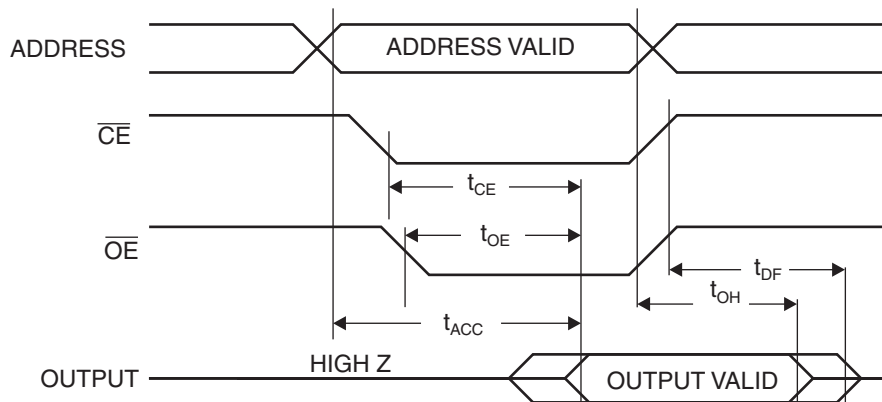 ADDRESS
ADDRESS VALID
CE
tCE
OE
tOE
tDF
tOH
tACC
HIGH Z
OUTPUT
OUTPUT VALID